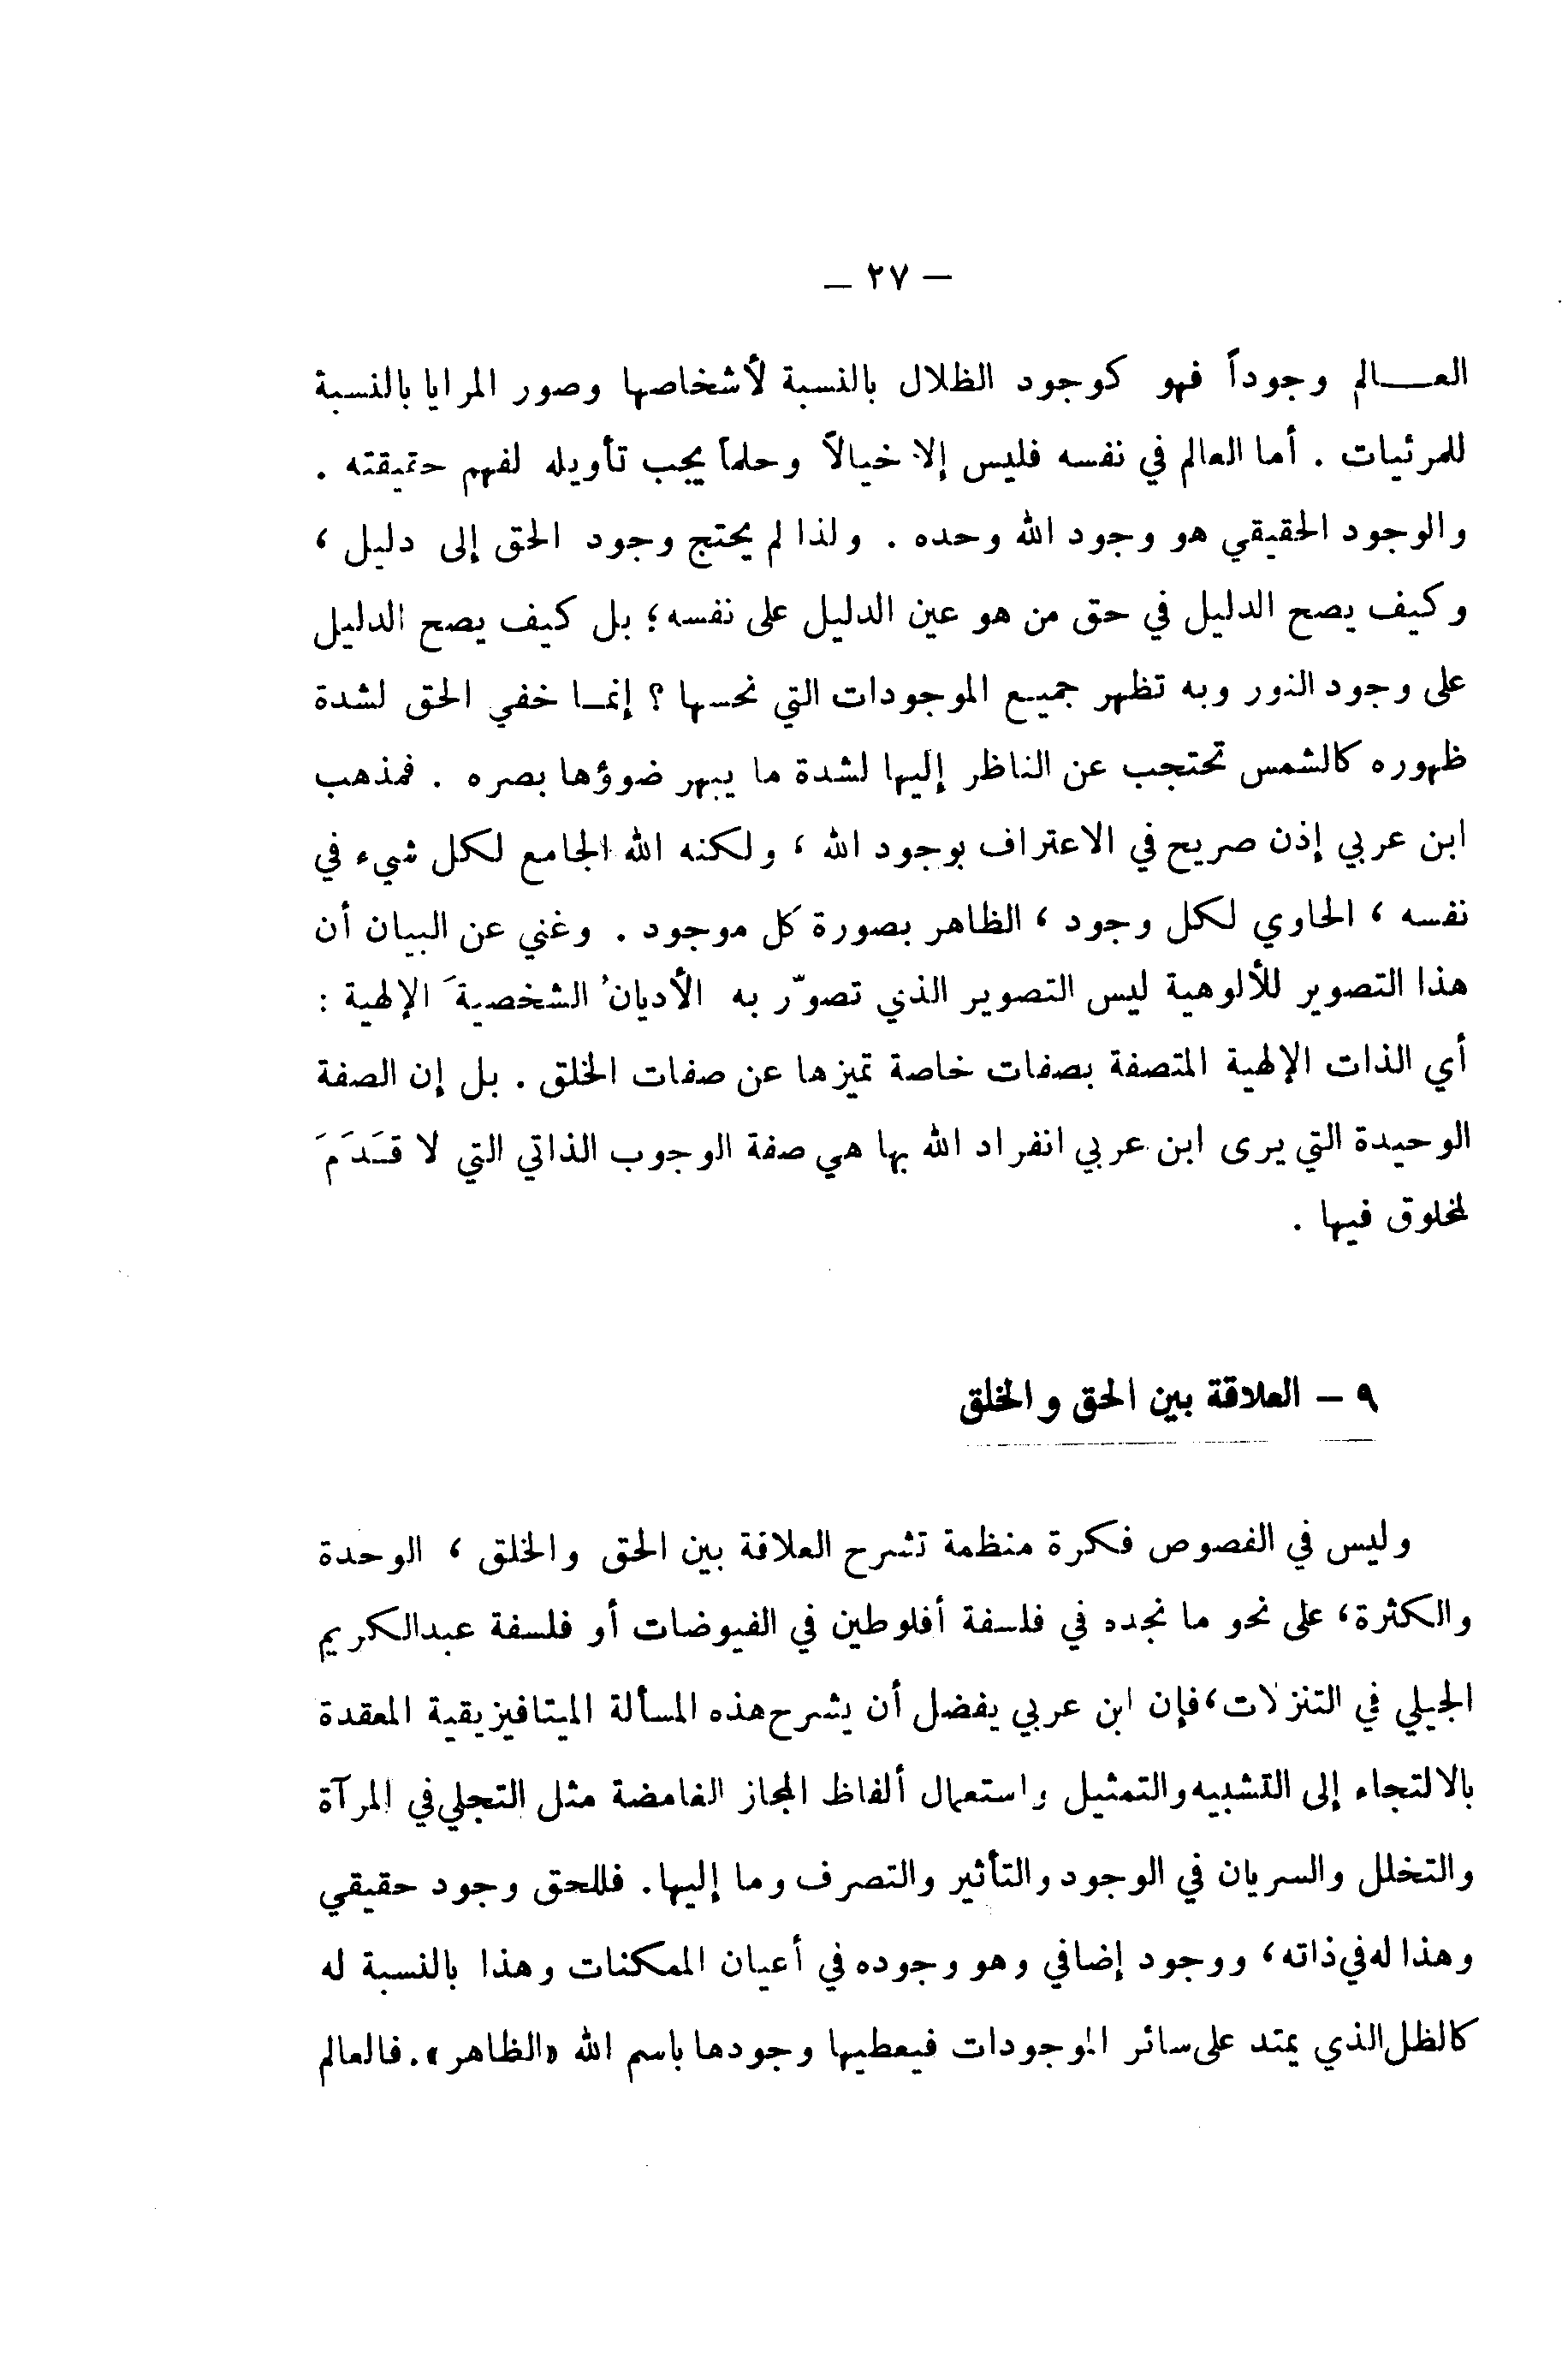 — ٢٧ —
العـــالم وجوداً فهو كوجود الظلال بالنسبة لأشخاصها وصور المرايا بالنسبة
للمرئيات . أما العالم في نفسه فليس إلا خيالاً وحلماً يجب تأويله لفهم حقيقته .
والوجود الحقيقي هو وجود الله وحده . ولذا لم يحتج وجود الحق إلى دليل ،
وكيف يصح الدليل في حق من هو عين الدليل على نفسه؛ بل كيف يصح الدليل
على وجود النور وبه تظهر جميع الموجودات التي نحسها ؟ إنمـا خفي الحق لشدة
ظهوره كالشمس تحتجب عن الناظر إليها لشدة ما يبهر ضوؤها بصره . فمذهب
ابن عربي إذن صريح في الاعتراف بوجود الله ، ولكنه الله الجامع لكل شيء في
نفسه ، الحاوي لكل وجود ، الظاهر بصورة كل موجود . وغني عن البيان أن
هذا التصوير للألوهية ليس التصوير الذي تصوّر به الأديانُ الشخصيةَ الإلهية :
أي الذات الإلهية المتصفة بصفات خاصة تميزها عن صفات الخلق . بل إن الصفة
الوحيدة التي يرى ابن عربي انفراد الله بها هي صفة الوجوب الذاتي التي لا قَدَمَ
لمخلوق فيها .
٩ – العلاقة بين الحق والخلق
وليس في الفصوص فكرة منظمة تشرح العلاقة بين الحق والخلق ، الوحدة
والكثرة، على نحو ما نجده في فلسفة أفلوطين في الفيوضات أو فلسفة عبدالكريم
الجيلي في التنزلات، فإن ابن عربي يفضل أن يشرح هذه المسألة الميتافيزيقية المعقدة
بالالتجاء إلى التشبيه والتمثيل واستعمال ألفاظ المجاز الغامضة مثل التجلي في المرآة
والتخلل والسريان في الوجود والتأثير والتصرف وما إليها. فللحق وجود حقيقي
وهذا له في ذاته، ووجود إضافي وهو وجوده في أعيان الممكنات وهذا بالنسبة له
كالظل الذي يمتد على سائر الموجودات فيعطيها وجودها باسم الله «الظاهر». فالعالم